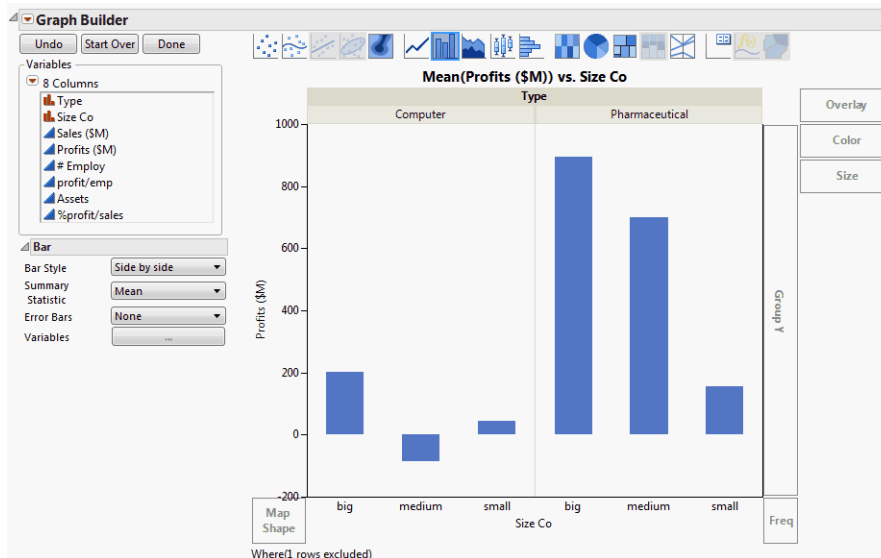 Graph Builder
Undo Start Over Done
Variables
8 Columns
Type
Size Co
Sales ($M)
Profits ($M)
# Employ
profit/emp
Assets
%profit/sales
Bar
Bar Style Side by side
Summary Statistic Mean
Error Bars None
Variables ...
Mean(Profits ($M)) vs. Size Co
Type
Computer Pharmaceutical
Overlay
Color
Size
Profits ($M)
1000
800
600
400
200
0
-200
Group Y
big medium small big medium small
Size Co
Map
Shape
Freq
Where(1 rows excluded)